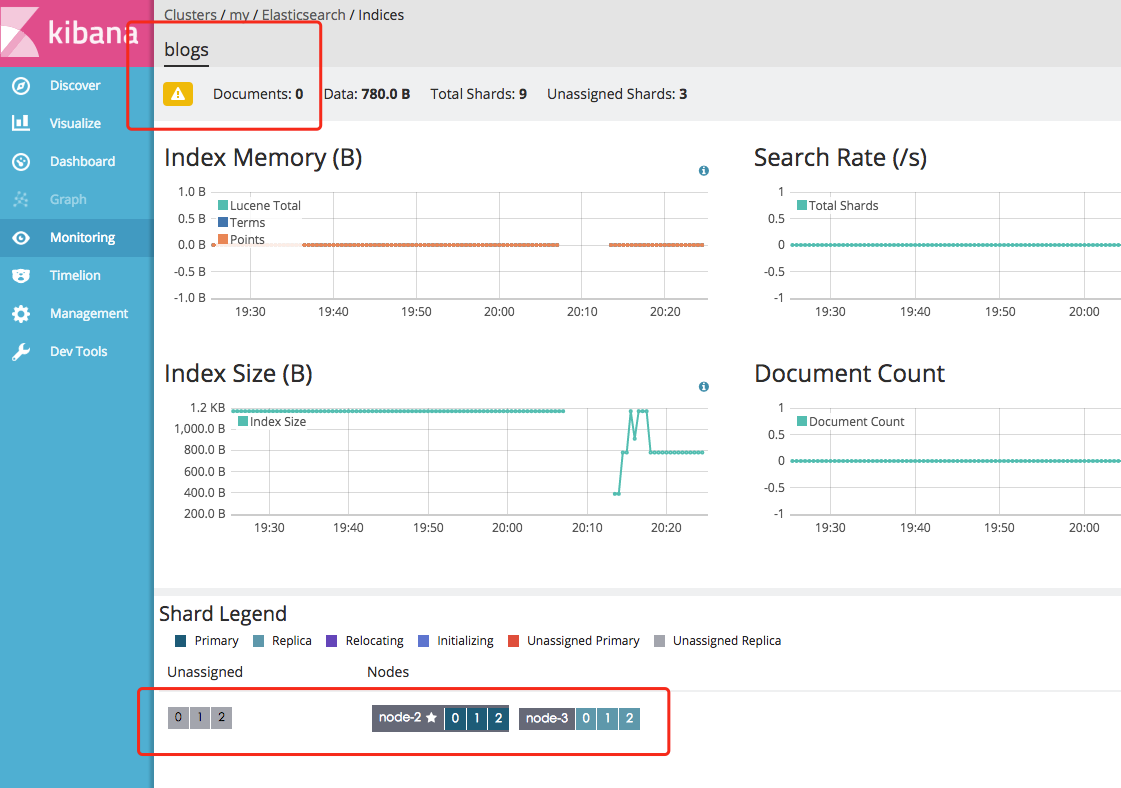 kibana
Discover
Visualize
Dashboard
Graph
Monitoring
Timelion
Management
Dev Tools
Clusters / my / Elasticsearch / Indices
blogs
Documents: 0 Data: 780.0 B Total Shards: 9 Unassigned Shards: 3
Index Memory (B)
1.0 B
0.5 B
0.0 B
-0.5 B
-1.0 B
Lucene Total
Terms
Points
19:30 19:40 19:50 20:00 20:10 20:20
Search Rate (/s)
1
0.5
0
-0.5
-1
Total Shards
19:30 19:40 19:50 20:00
Index Size (B)
1.2 KB
1,000.0 B
800.0 B
600.0 B
400.0 B
200.0 B
Index Size
19:30 19:40 19:50 20:00 20:10 20:20
Document Count
1
0.5
0
-0.5
-1
Document Count
19:30 19:40 19:50 20:00
Shard Legend
Primary Replica Relocating Initializing Unassigned Primary Unassigned Replica
Unassigned Nodes
0 1 2 node-2 ★ 0 1 2 node-3 0 1 2